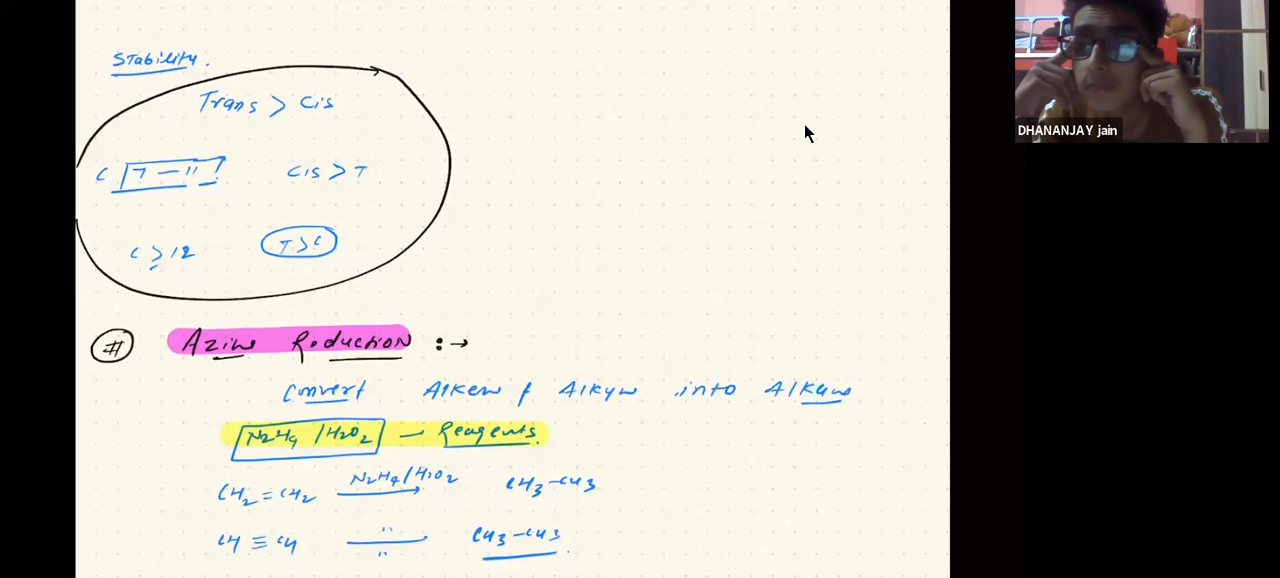 Stability.
Trans > Cis
C 7 - 11 Cis > T
C ≥ 12 T > C
# Azine Reduction :→
Convert Alkene & Alkyne into Alkane
N2H4 /H2O2 - Reagents.
CH2 = CH2 N2H4/H2O2 CH3-CH3
CH ≡ CH " CH3-CH3.
"
DHANANJAY jain